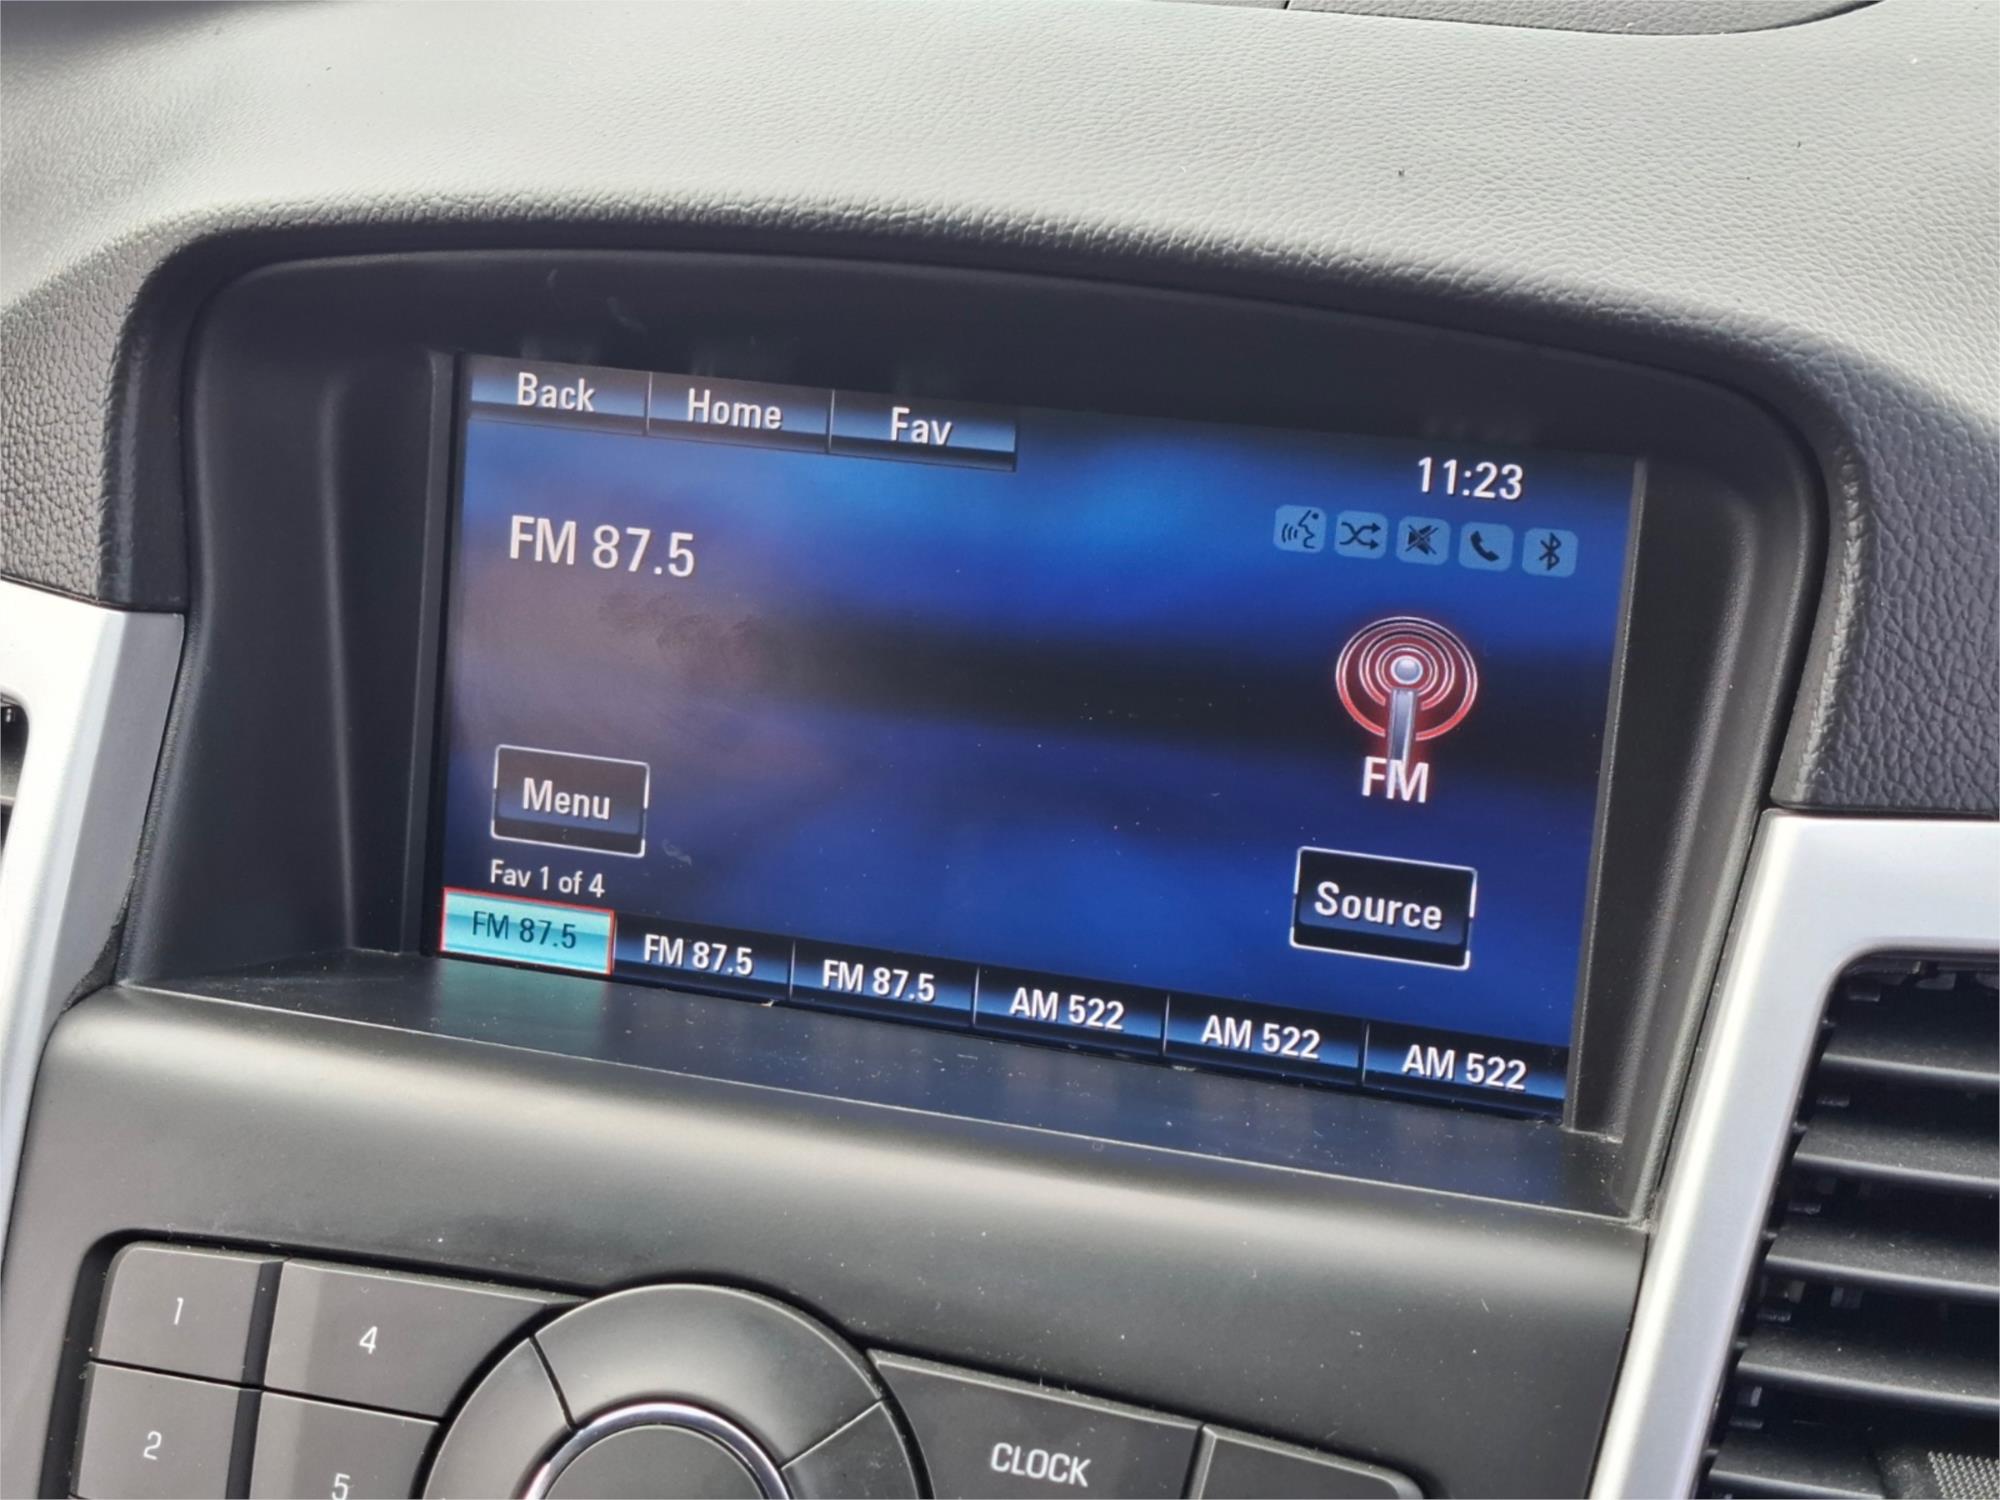 Back Home Fav
11:23
FM 87.5
FM
Menu
Source
Fav 1 of 4
FM 87.5 FM 87.5 FM 87.5 AM 522 AM 522 AM 522
1 4
2 5
CLOCK